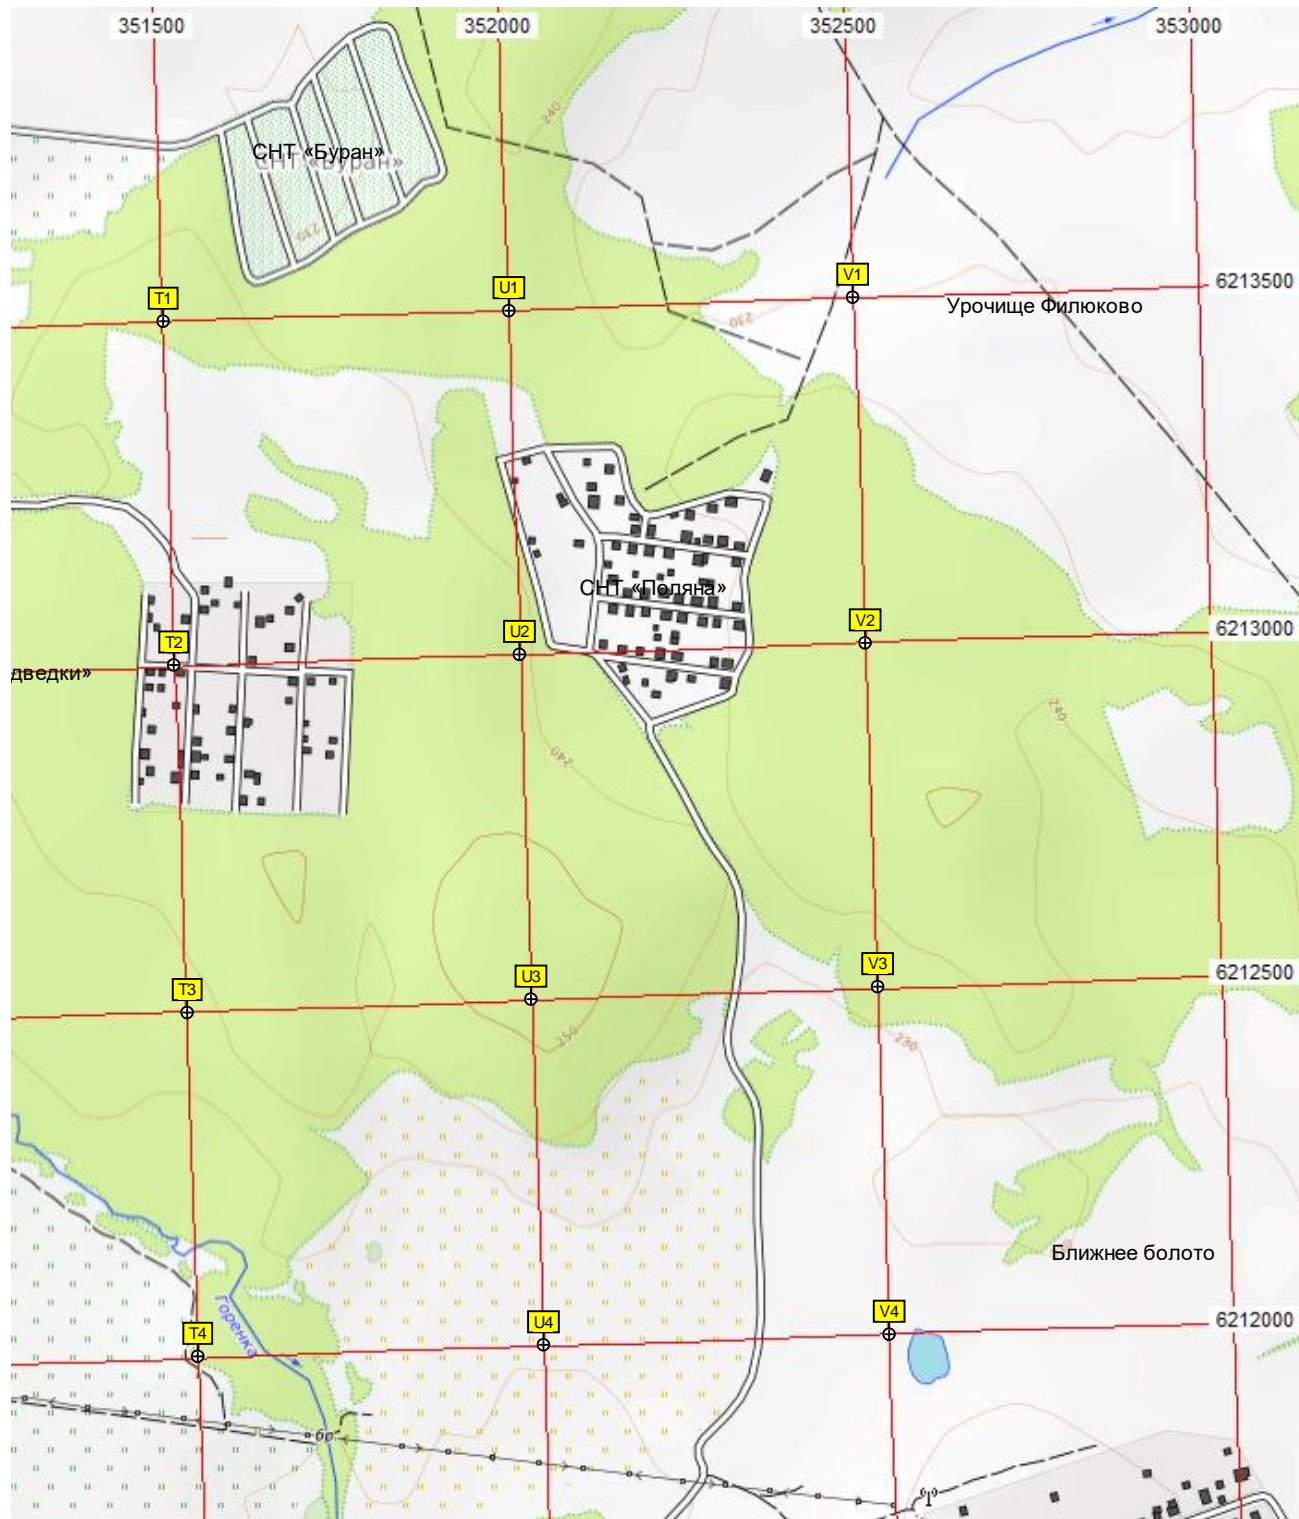 351500 352000 352500 353000
240
СНТ «Буран»
СНТ «Буран»
230
V1
6213500
U1
T1
Урочище Филюково
230
СНТ «Поляна»
V2
6213000
U2
T2
дведки»
240
240
V3
6212500
U3
T3
250
230
Ближнее болото
V4
6212000
U4
T4
Горенка
бр.